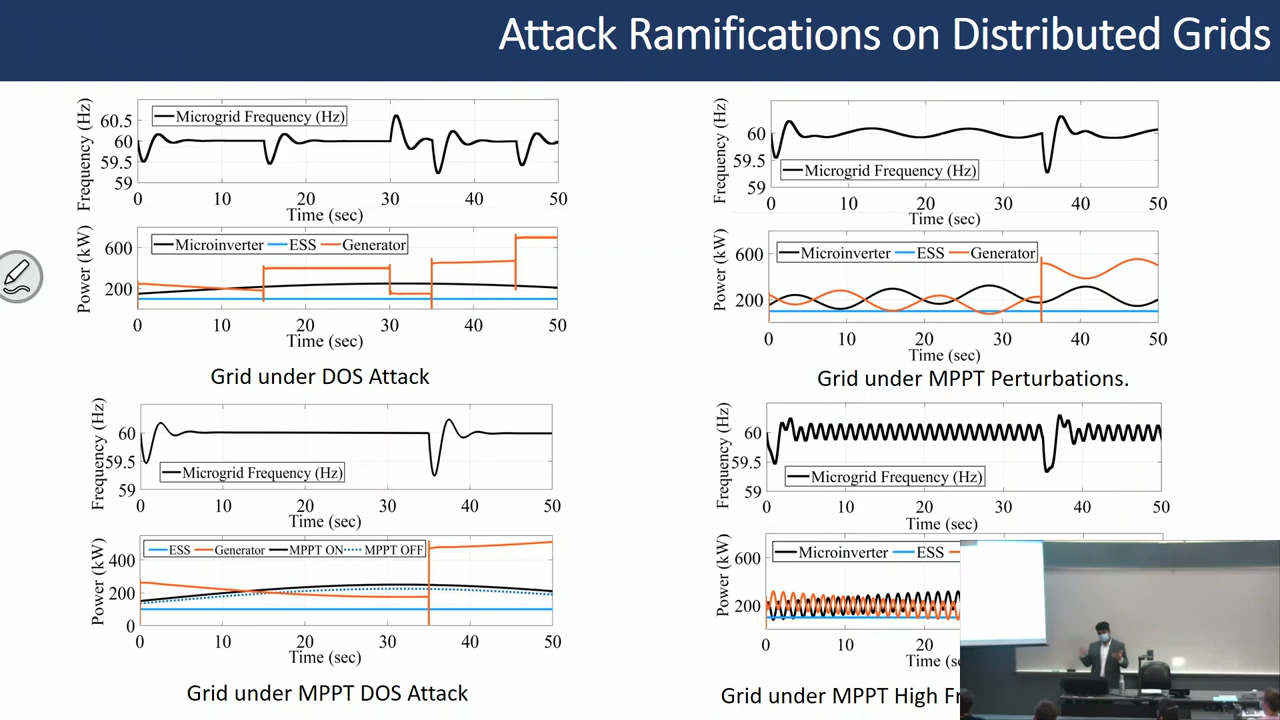 Attack Ramifications on Distributed Grids
Frequency (Hz)
60.5
60
59.5
59
Microgrid Frequency (Hz)
0 10 20 30 40 50
Time (sec)
Power (kW)
600
200
Microinverter ESS Generator
0 10 20 30 40 50
Time (sec)
Grid under DOS Attack
Frequency (Hz)
60
59.5
59
Microgrid Frequency (Hz)
0 10 20 30 40 50
Time (sec)
Power (kW)
600
200
Microinverter ESS Generator
0 10 20 30 40 50
Time (sec)
Grid under MPPT Perturbations.
Frequency (Hz)
60
59.5
59
Microgrid Frequency (Hz)
0 10 20 30 40 50
Time (sec)
Power (kW)
400
200
0
ESS Generator MPPT ON MPPT OFF
0 10 20 30 40 50
Time (sec)
Grid under MPPT DOS Attack
Frequency (Hz)
60
59.5
59
Microgrid Frequency (Hz)
0 10 20 30 40 50
Time (sec)
Power (kW)
600
200
Microinverter ESS
0 10 20
Time
Grid under MPPT High